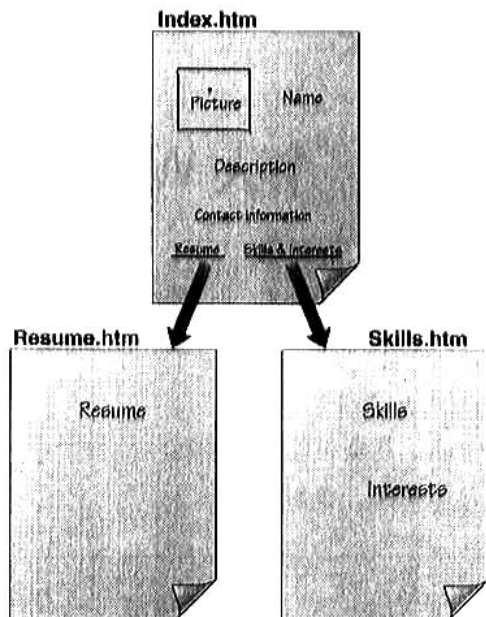 Index.htm
Picture
Name
Description
Contact Information
Resume Skills & Interests
Resume.htm
Skills.htm
Resume
Skills
Interests